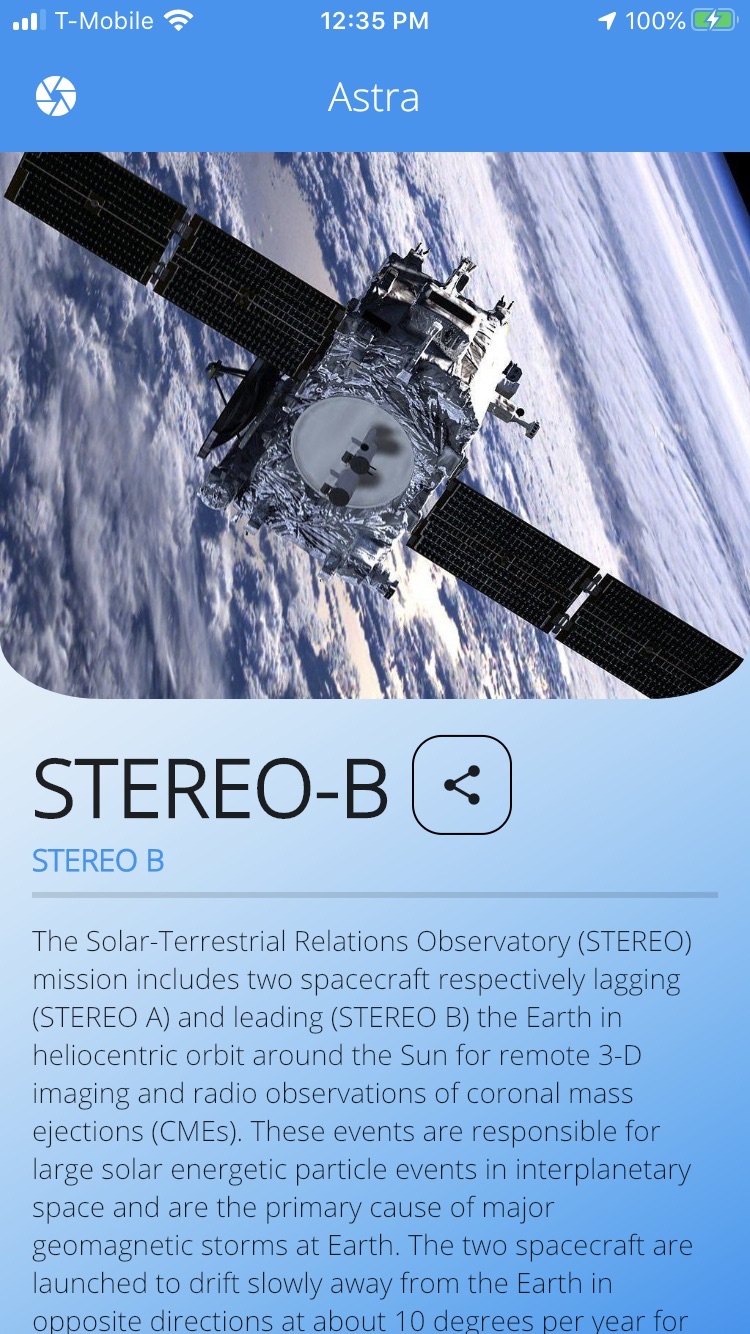 T-Mobile 12:35 PM 100%
Astra
STEREO-B
STEREO B
The Solar-Terrestrial Relations Observatory (STEREO)
mission includes two spacecraft respectively lagging
(STEREO A) and leading (STEREO B) the Earth in
heliocentric orbit around the Sun for remote 3-D
imaging and radio observations of coronal mass
ejections (CMEs). These events are responsible for
large solar energetic particle events in interplanetary
space and are the primary cause of major
geomagnetic storms at Earth. The two spacecraft are
launched to drift slowly away from the Earth in
opposite directions at about 10 degrees per year for